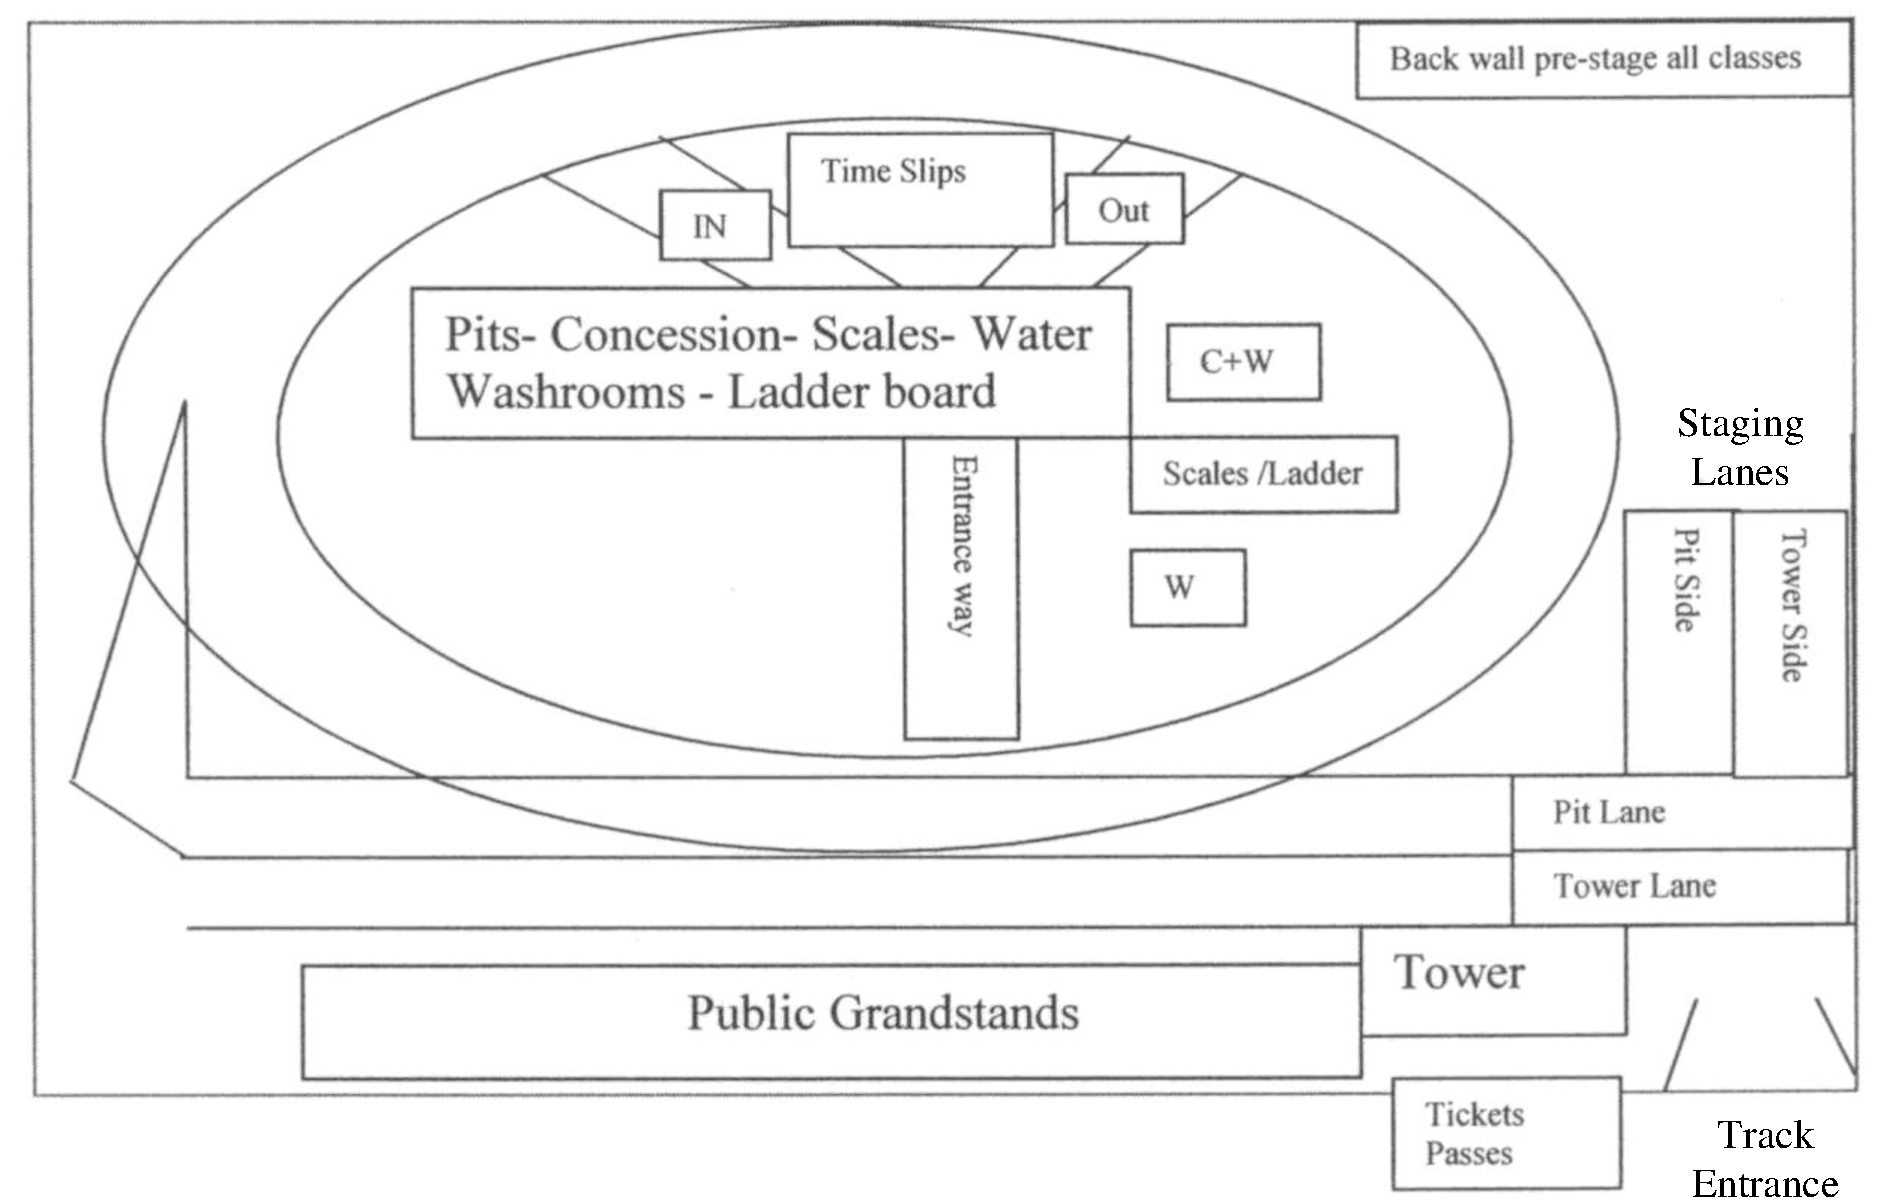 Back wall pre-stage all classes
Time Slips
IN
Out
Pits- Concession- Scales- Water
Washrooms - Ladder board
C+W
Scales /Ladder
Entrance way
W
Staging
Lanes
Pit Side
Tower Side
Pit Lane
Tower Lane
Tower
Public Grandstands
Tickets
Passes
Track
Entrance